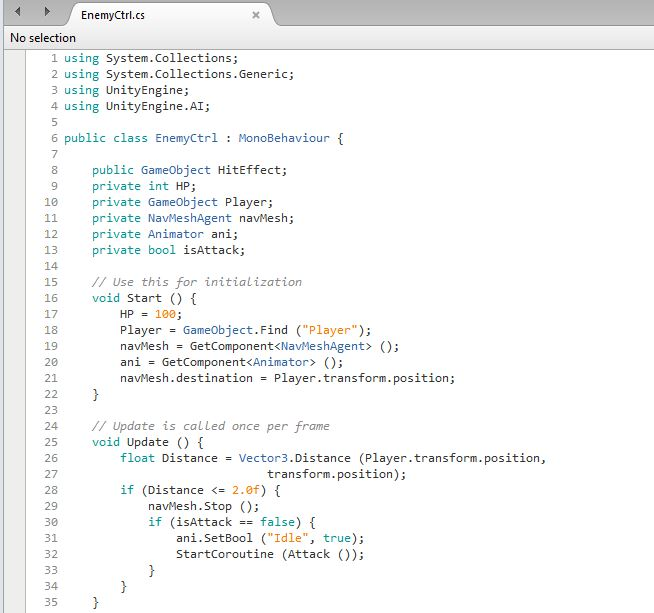 EnemyCtrl.cs
No selection
1 using System.Collections;
2 using System.Collections.Generic;
3 using UnityEngine;
4 using UnityEngine.AI;
5
6 public class EnemyCtrl : MonoBehaviour {
7
8     public GameObject HitEffect;
9     private int HP;
10     private GameObject Player;
11     private NavMeshAgent navMesh;
12     private Animator ani;
13     private bool isAttack;
14
15     // Use this for initialization
16     void Start () {
17         HP = 100;
18         Player = GameObject.Find ("Player");
19         navMesh = GetComponent<NavMeshAgent> ();
20         ani = GetComponent<Animator> ();
21         navMesh.destination = Player.transform.position;
22     }
23
24     // Update is called once per frame
25     void Update () {
26         float Distance = Vector3.Distance (Player.transform.position,
27                              transform.position);
28         if (Distance <= 2.0f) {
29             navMesh.Stop ();
30             if (isAttack == false) {
31                 ani.SetBool ("Idle", true);
32                 StartCoroutine (Attack ());
33             }
34         }
35     }